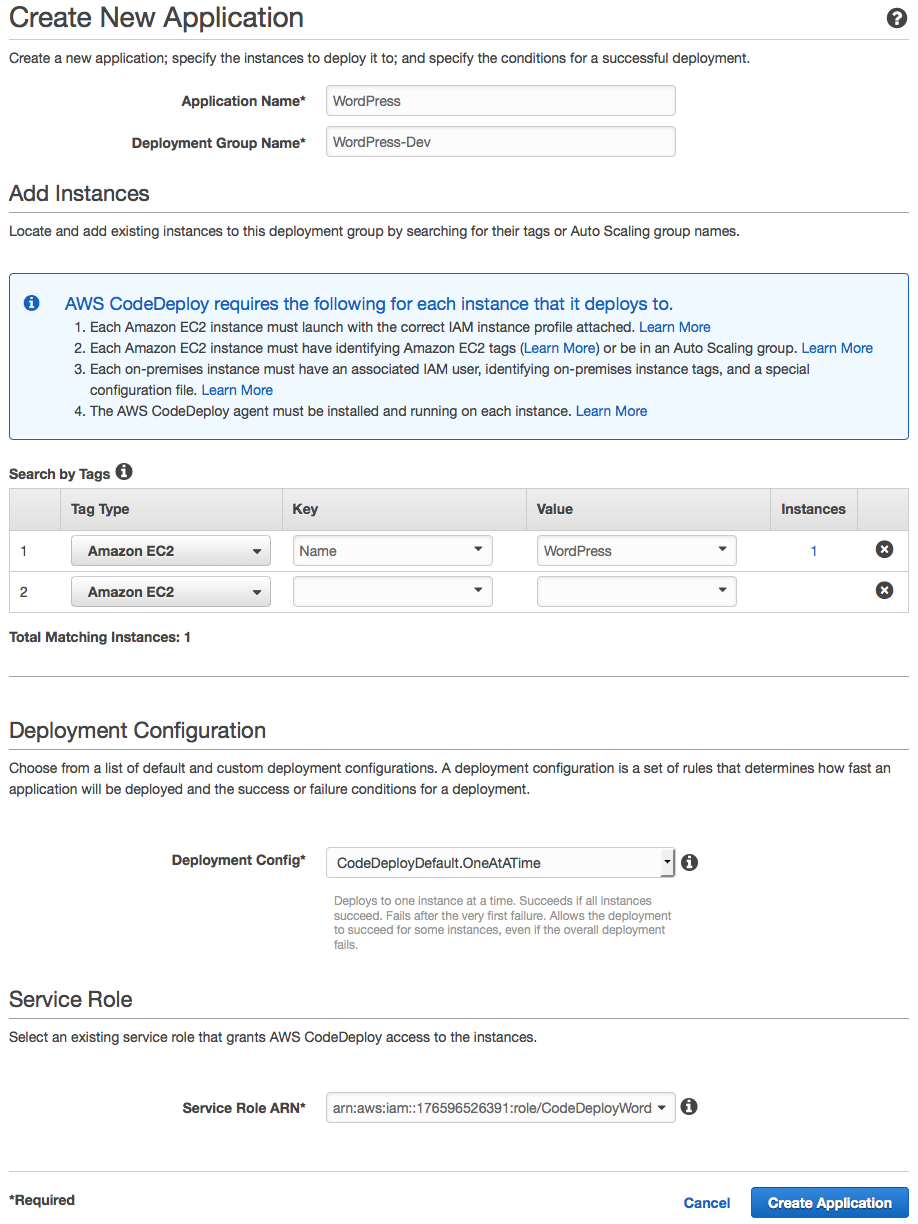 Create New Application
Create a new application; specify the instances to deploy it to; and specify the conditions for a successful deployment.
Application Name* WordPress
Deployment Group Name* WordPress-Dev
Add Instances
Locate and add existing instances to this deployment group by searching for their tags or Auto Scaling group names.
AWS CodeDeploy requires the following for each instance that it deploys to.
1. Each Amazon EC2 instance must launch with the correct IAM instance profile attached. Learn More
2. Each Amazon EC2 instance must have identifying Amazon EC2 tags (Learn More) or be in an Auto Scaling group. Learn More
3. Each on-premises instance must have an associated IAM user, identifying on-premises instance tags, and a special
configuration file. Learn More
4. The AWS CodeDeploy agent must be installed and running on each instance. Learn More
Search by Tags
Tag Type Key Value Instances
1 Amazon EC2 Name WordPress 1
2 Amazon EC2
Total Matching Instances: 1
Deployment Configuration
Choose from a list of default and custom deployment configurations. A deployment configuration is a set of rules that determines how fast an
application will be deployed and the success or failure conditions for a deployment.
Deployment Config* CodeDeployDefault.OneAtATime
Deploys to one instance at a time. Succeeds if all instances
succeed. Fails after the very first failure. Allows the deployment
to succeed for some instances, even if the overall deployment
fails.
Service Role
Select an existing service role that grants AWS CodeDeploy access to the instances.
Service Role ARN* arn:aws:iam::176596526391:role/CodeDeployWord
*Required
Cancel Create Application